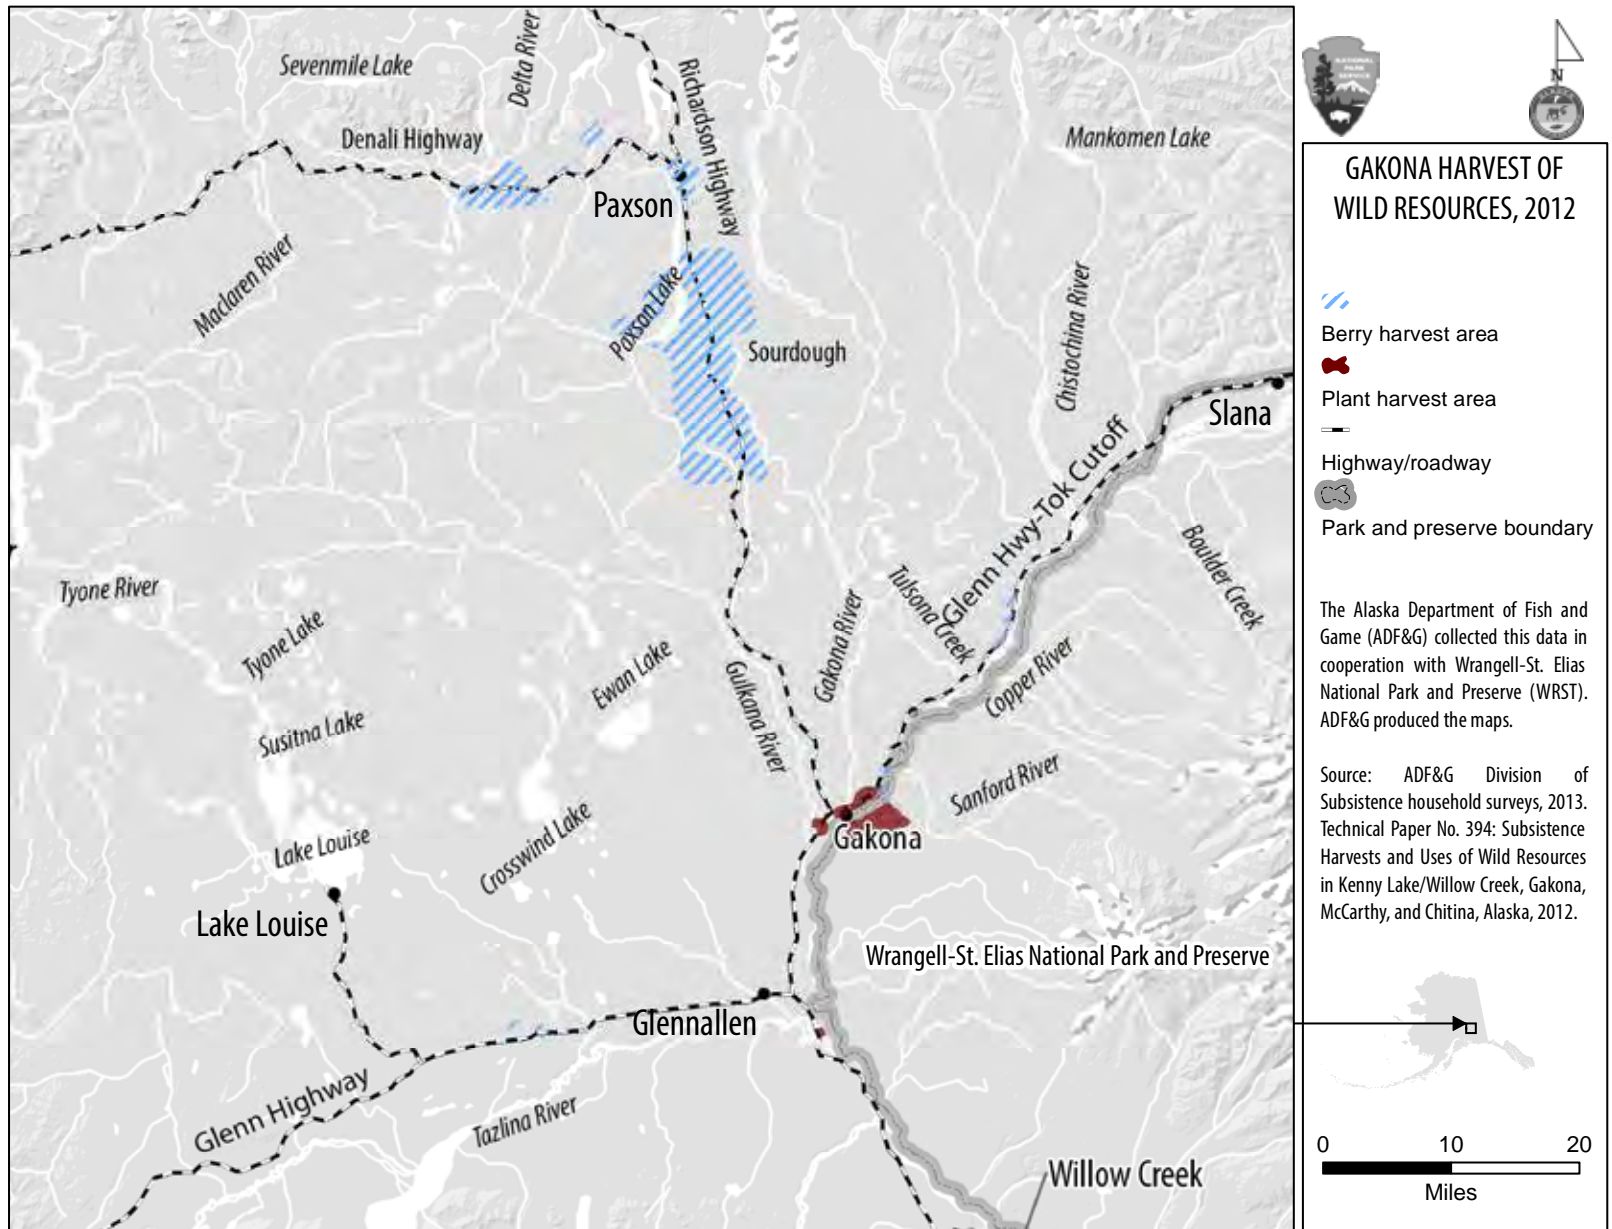 Sevenmile Lake
Delta River
Richardson Highway
Denali Highway
Mankomen Lake
Paxson
Maclaren River
Paxson Lake
Sourdough
Chistochina River
Slana
Glenn Hwy-Tok Cutoff
Boulder Creek
Tyone River
Tyone Lake
Ewan Lake
Gulkana River
Gakona River
Tulsona Creek
Copper River
Susitna Lake
Sanford River
Lake Louise
Crosswind Lake
Gakona
Lake Louise
Wrangell-St. Elias National Park and Preserve
Glennallen
Glenn Highway
Tazlina River
Willow Creek
NATIONAL
PARK
SERVICE
N
GAKONA HARVEST OF
WILD RESOURCES, 2012
Berry harvest area
Plant harvest area
Highway/roadway
Park and preserve boundary
The Alaska Department of Fish and
Game (ADF&G) collected this data in
cooperation with Wrangell-St. Elias
National Park and Preserve (WRST).
ADF&G produced the maps.
Source: ADF&G Division of
Subsistence household surveys, 2013.
Technical Paper No. 394: Subsistence
Harvests and Uses of Wild Resources
in Kenny Lake/Willow Creek, Gakona,
McCarthy, and Chitina, Alaska, 2012.
0 10 20
Miles